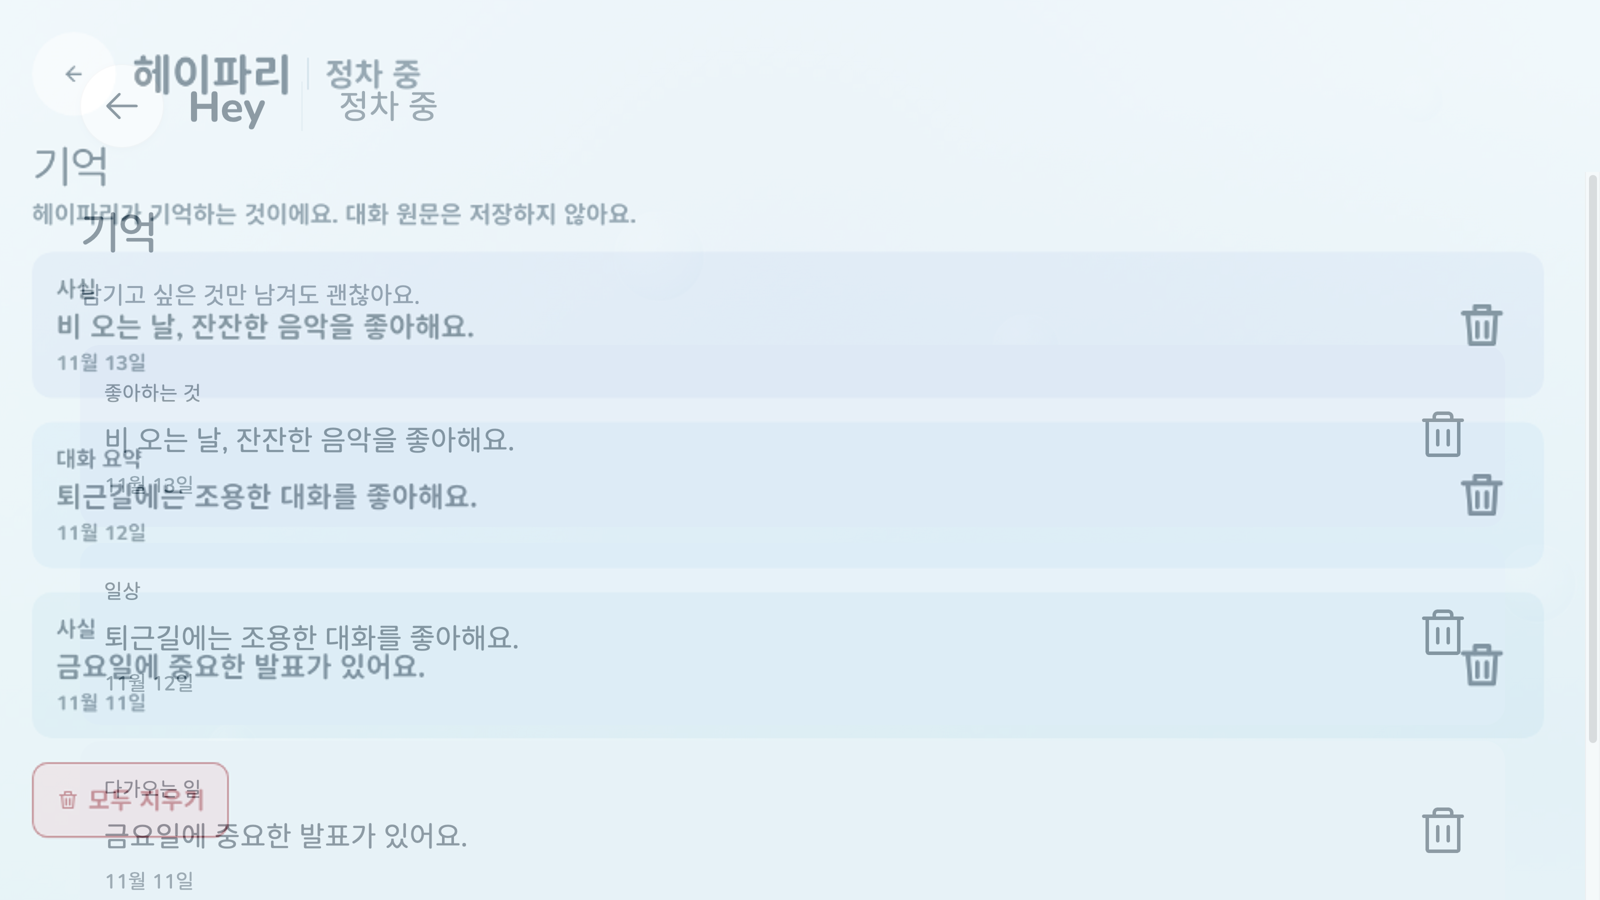 헤이파리 정차 중
Hey 정차 중
기억
헤이파리가 기억하는 것이에요. 대화 원문은 저장하지 않아요.
기억
사실
남기고 싶은 것만 남겨도 괜찮아요.
비 오는 날, 잔잔한 음악을 좋아해요.
11월 13일
좋아하는 것
비 오는 날, 잔잔한 음악을 좋아해요.
대화 요약
11월 13일
퇴근길에는 조용한 대화를 좋아해요.
11월 12일
일상
사실
퇴근길에는 조용한 대화를 좋아해요.
금요일에 중요한 발표가 있어요.
11월 12일
11월 11일
다가오는 일
모두 지우기
금요일에 중요한 발표가 있어요.
11월 11일